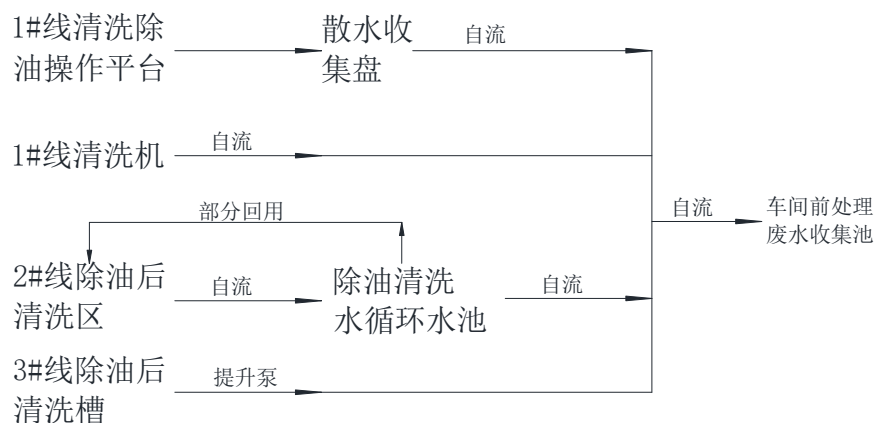 1#线清洗除
油操作平台
散水收
集盘
自流
1#线清洗机
自流
部分回用
自流
车间前处理
废水收集池
2#线除油后
清洗区
自流
除油清洗
水循环水池
自流
3#线除油后
清洗槽
提升泵